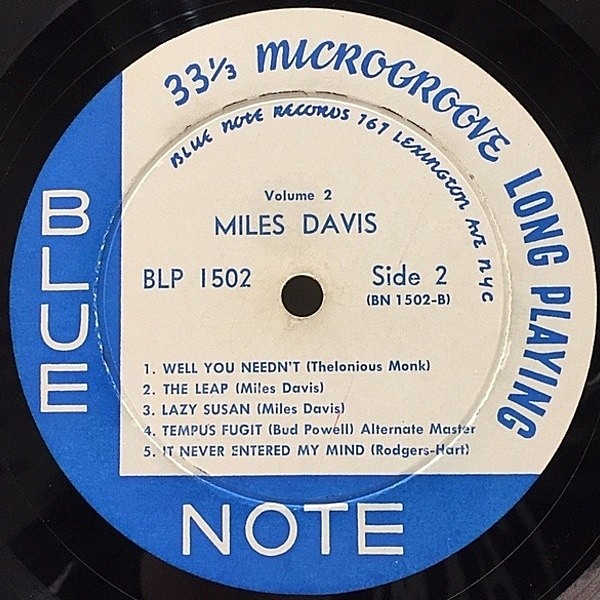 33⅓ MICROGROOVE LONG PLAYING
BLUE NOTE RECORDS 767 LEXINGTON AVE NYC
Volume 2
MILES DAVIS
BLP 1502
Side 2
(BN 1502-B)
1. WELL YOU NEEDN'T (Thelonious Monk)
2. THE LEAP (Miles Davis)
3. LAZY SUSAN (Miles Davis)
4. TEMPUS FUGIT (Bud Powell) Alternate Master
5. IT NEVER ENTERED MY MIND (Rodgers-Hart)
BLUE
NOTE